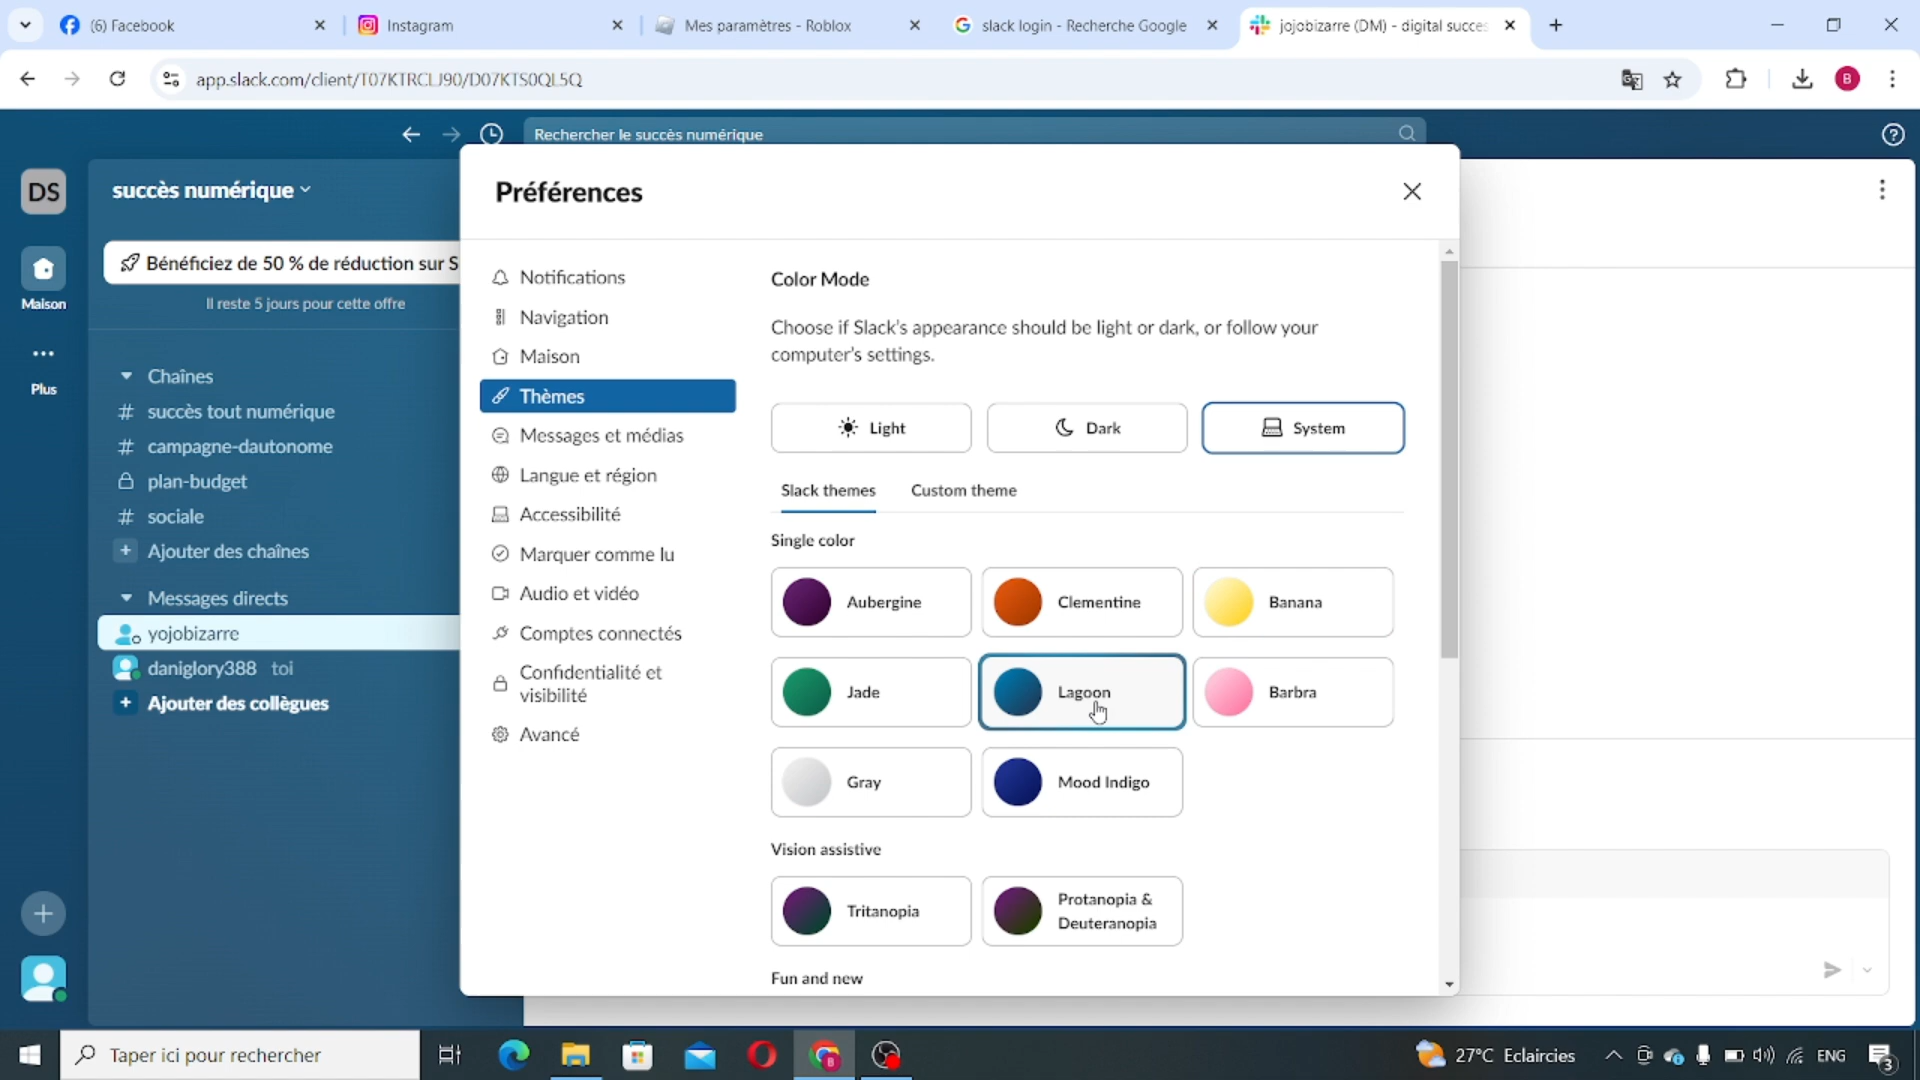 (6) Facebook
Instagram
Mes paramètres - Roblox
slack login - Recherche Google
jojobizarre (DM) - digital succes
app.slack.com/client/T07KTRCLJ90/D07KTS0QL5Q
B
Rechercher le succès numérique
DS
Maison
Plus
succès numérique
Bénéficiez de 50 % de réduction sur S
Il reste 5 jours pour cette offre
Chaînes
# succès tout numérique
# campagne-dautonome
plan-budget
# sociale
+ Ajouter des chaînes
Messages directs
yojobizarre
daniglory388 toi
+ Ajouter des collègues
Préférences
Notifications
Navigation
Maison
Thèmes
Messages et médias
Langue et région
Accessibilité
Marquer comme lu
Audio et vidéo
Comptes connectés
Confidentialité et
visibilité
Avancé
Color Mode
Choose if Slack's appearance should be light or dark, or follow your
computer's settings.
Light
Dark
System
Slack themes
Custom theme
Single color
Aubergine
Clementine
Banana
Jade
Lagoon
Barbra
Gray
Mood Indigo
Vision assistive
Tritanopia
Protanopia &
Deuteranopia
Fun and new
Taper ici pour rechercher
B
27°C Eclaircies
ENG
3